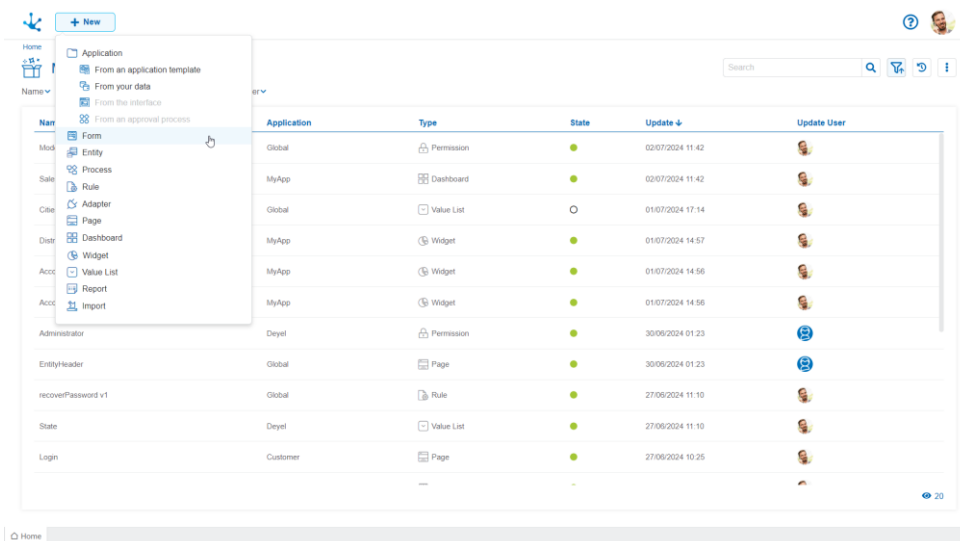 + New
Home
Application
From an application template
From your data
From the interface
From an approval process
Form
Entity
Process
Rule
Adapter
Page
Dashboard
Widget
Value List
Report
Import
Search
Name
Application Type State Update Update User
Global Permission 02/07/2024 11:42
MyApp Dashboard 02/07/2024 11:42
Global Value List 01/07/2024 17:14
MyApp Widget 01/07/2024 14:57
MyApp Widget 01/07/2024 14:56
MyApp Widget 01/07/2024 14:56
Administrator Deyel Permission 30/06/2024 01:23
EntityHeader Global Page 30/06/2024 01:23
recoverPassword v1 Global Rule 27/06/2024 11:10
State Deyel Value List 27/06/2024 11:10
Login Customer Page 27/06/2024 10:25
20
Home